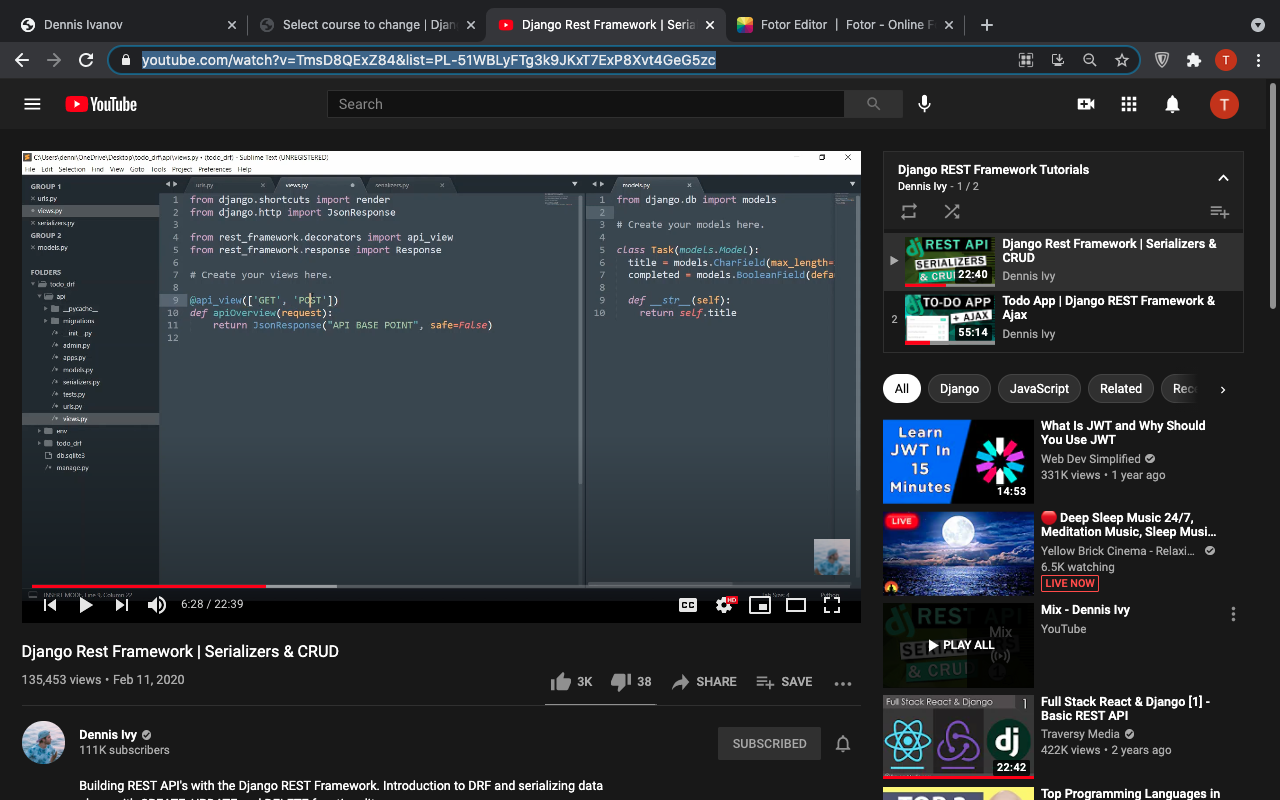 Dennis Ivanov
Select course to change | Djan
Django Rest Framework | Seria
Fotor Editor | Fotor - Online F
youtube.com/watch?v=TmsD8QExZ84&list=PL-51WBLyFTg3k9JKxT7ExP8Xvt4GeG5zc
T
YouTube
Search
T
C:\Users\denni\OneDrive\Desktop\todo_drf\api\views.py • (todo_drf) - Sublime Text (UNREGISTERED)
File Edit Selection Find View Goto Tools Project Preferences Help
GROUP 1
urls.py
views.py
serializers.py
GROUP 2
models.py
FOLDERS
todo_drf
api
__pycache__
migrations
__init__.py
admin.py
apps.py
models.py
serializers.py
tests.py
urls.py
views.py
env
todo_drf
db.sqlite3
manage.py
urls.py
views.py
serializers.py
1 from django.shortcuts import render
2 from django.http import JsonResponse
3
4 from rest_framework.decorators import api_view
5 from rest_framework.response import Response
6
7 # Create your views here.
8
9 @api_view(['GET', 'POST'])
10 def apiOverview(request):
11 return JsonResponse("API BASE POINT", safe=False)
12
models.py
1 from django.db import models
2
3 # Create your models here.
4
5 class Task(models.Model):
6 title = models.CharField(max_length=
7 completed = models.BooleanField(defa
8
9 def __str__(self):
10 return self.title
INSERT MODE, Line 9, Column 22
Tab Size: 4
Python
6:28 / 22:39
CC
HD
Django Rest Framework | Serializers & CRUD
135,453 views • Feb 11, 2020
3K
38
SHARE
SAVE
Dennis Ivy
111K subscribers
SUBSCRIBED
Building REST API's with the Django REST Framework. Introduction to DRF and serializing data
Django REST Framework Tutorials
Dennis Ivy - 1 / 2
dj REST API
SERIALIZERS
& CRUD
22:40
Django Rest Framework | Serializers &
CRUD
Dennis Ivy
2
TO-DO APP
+ AJAX
55:14
Todo App | Django REST Framework &
Ajax
Dennis Ivy
All
Django
JavaScript
Related
Rec
Learn
JWT In
15
Minutes
14:53
What Is JWT and Why Should
You Use JWT
Web Dev Simplified
331K views • 1 year ago
LIVE
Deep Sleep Music 24/7,
Meditation Music, Sleep Musi...
Yellow Brick Cinema - Relaxi...
6.5K watching
LIVE NOW
dj REST API
SERIAL
& CRU
Mix
PLAY ALL
Mix - Dennis Ivy
YouTube
Full Stack React & Django
1
dj
22:42
Full Stack React & Django [1] -
Basic REST API
Traversy Media
422K views • 2 years ago
Top Programming Languages in